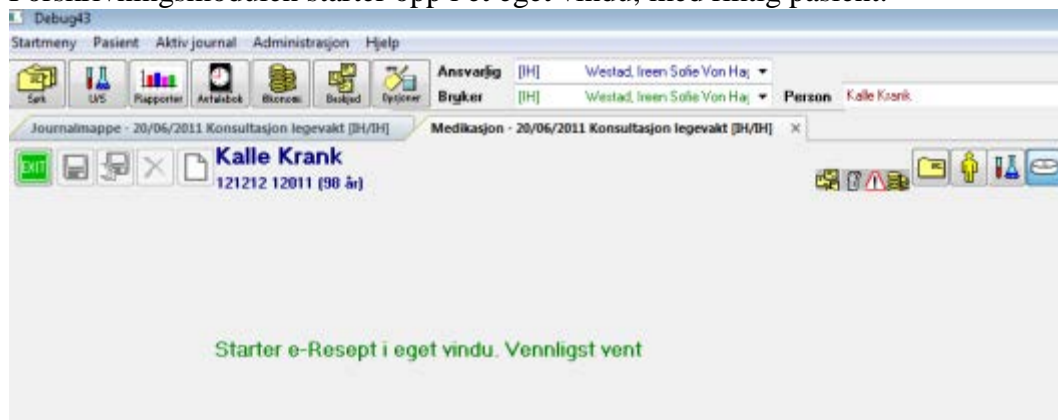 Forskrivningsmodulen starter opp i et eget vindu, med riktig pasient.
Debug43
Startmeny Pasient Aktiv journal Administrasjon Hjelp
Søk LVS Rapporter Avtalebok Økonomi Beskjed Opsjoner
Ansvarlig [IH] Westad, Ireen Sofie Von Ha
Bruker [IH] Westad, Ireen Sofie Von Ha Person Kalle Krank
Journalmappe - 20/06/2011 Konsultasjon legevakt [IH/IH] Medikasjon - 20/06/2011 Konsultasjon legevakt [IH/IH]
EXIT
Kalle Krank
121212 12011 (98 år)
Starter e-Resept i eget vindu. Vennligst vent